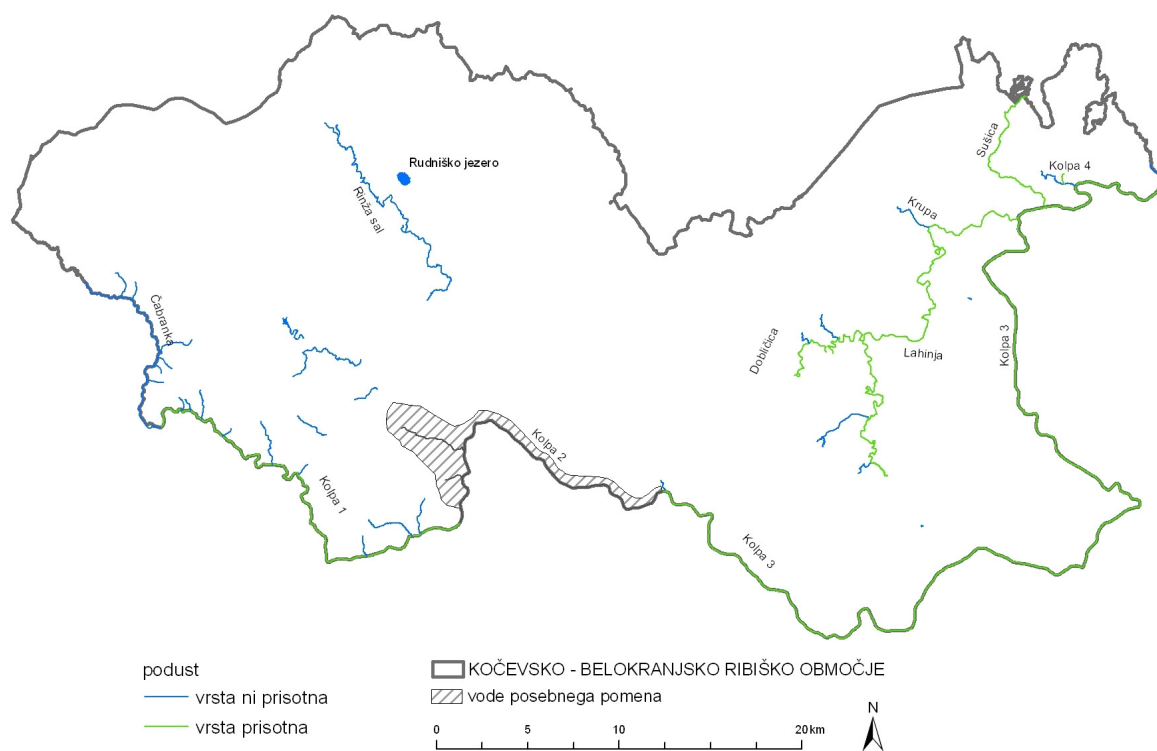 Sušica
Kolpa 4
Rudniško jezero
Rinža sal
Krupa
Čabranka
Dobličica
Lahinja
Kolpa 3
Kolpa 2
Kolpa 1
Kolpa 3
podust
vrsta ni prisotna
vrsta prisotna
KOČEVSKO - BELOKRANJSKO RIBIŠKO OBMOČJE
vode posebnega pomena
0 5 10 20 km
N